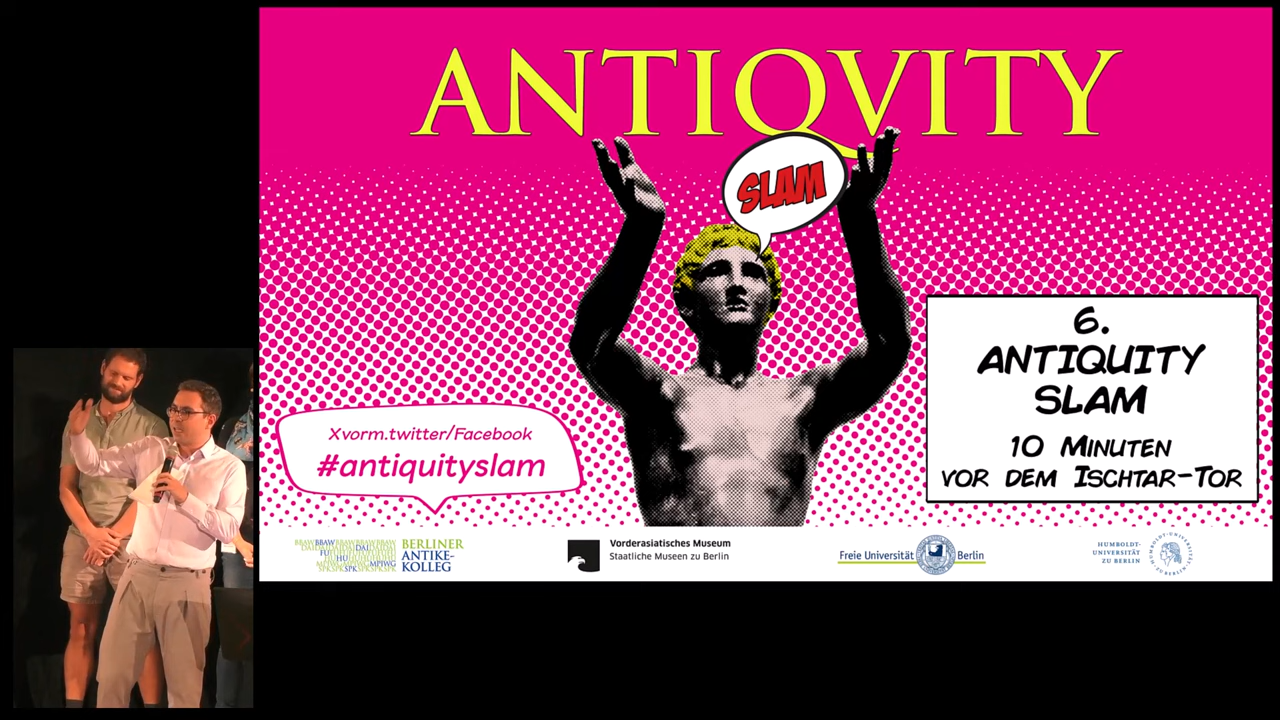 ANTIQVITY
SLAM
6.
ANTIQUITY
SLAM
10 MINUTEN
VOR DEM ISCHTAR-TOR
Xvorm.twitter/Facebook
#antiquityslam
BERLINER
ANTIKE-
KOLLEG
Vorderasiatisches Museum
Staatliche Museen zu Berlin
Freie Universität Berlin
HUMBOLDT-
UNIVERSITÄT
ZU BERLIN